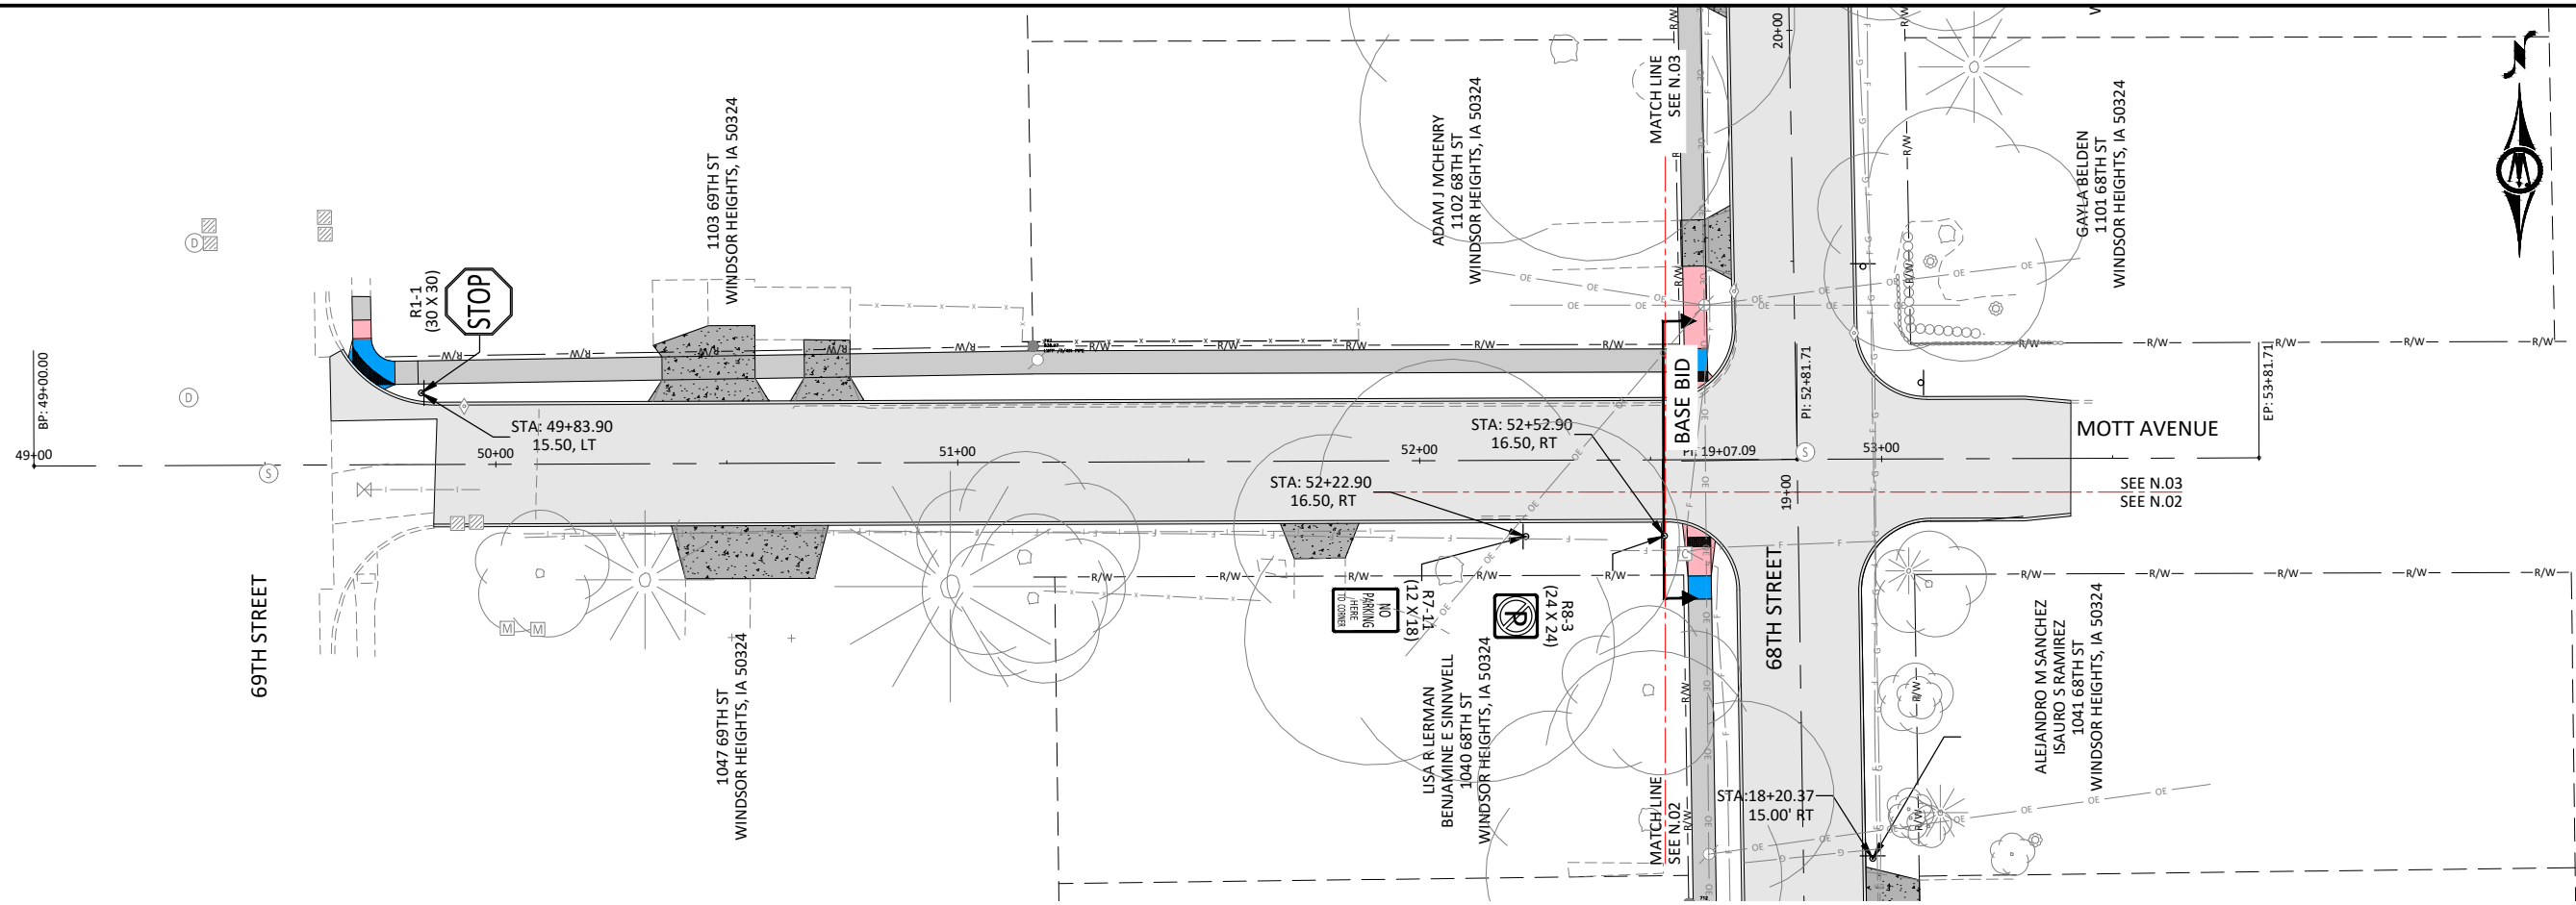 BP: 49+00.00
49+00
69TH STREET
R1-1
(30 X 30)
STOP
STA: 49+83.90
15.50, LT
50+00
1103 69TH ST
WINDSOR HEIGHTS, IA 50324
1047 69TH ST
WINDSOR HEIGHTS, IA 50324
51+00
52+00
STA: 52+22.90
16.50, RT
STA: 52+52.90
16.50, RT
R7-11
(12 X 18)
NO
PARKING
HERE
TO CORNER
R8-3
(24 X 24)
P
LISA R LERMAN
BENJAMINE E SINNWELL
1040 68TH ST
WINDSOR HEIGHTS, IA 50324
ADAM J MCHENRY
1102 68TH ST
WINDSOR HEIGHTS, IA 50324
MATCH LINE
SEE N.03
BASE BID
MATCH LINE
SEE N.02
20+00
PI: 52+81.71
PI: 19+07.09
19+00
53+00
68TH STREET
STA:18+20.37
15.00' RT
GAYLA BELDEN
1101 68TH ST
WINDSOR HEIGHTS, IA 50324
MOTT AVENUE
EP: 53+81.71
SEE N.03
SEE N.02
ALEJANDRO M SANCHEZ
ISAURO S RAMIREZ
1041 68TH ST
WINDSOR HEIGHTS, IA 50324
N
R/W
OE
F
G
D
D
S
S
M
M
C